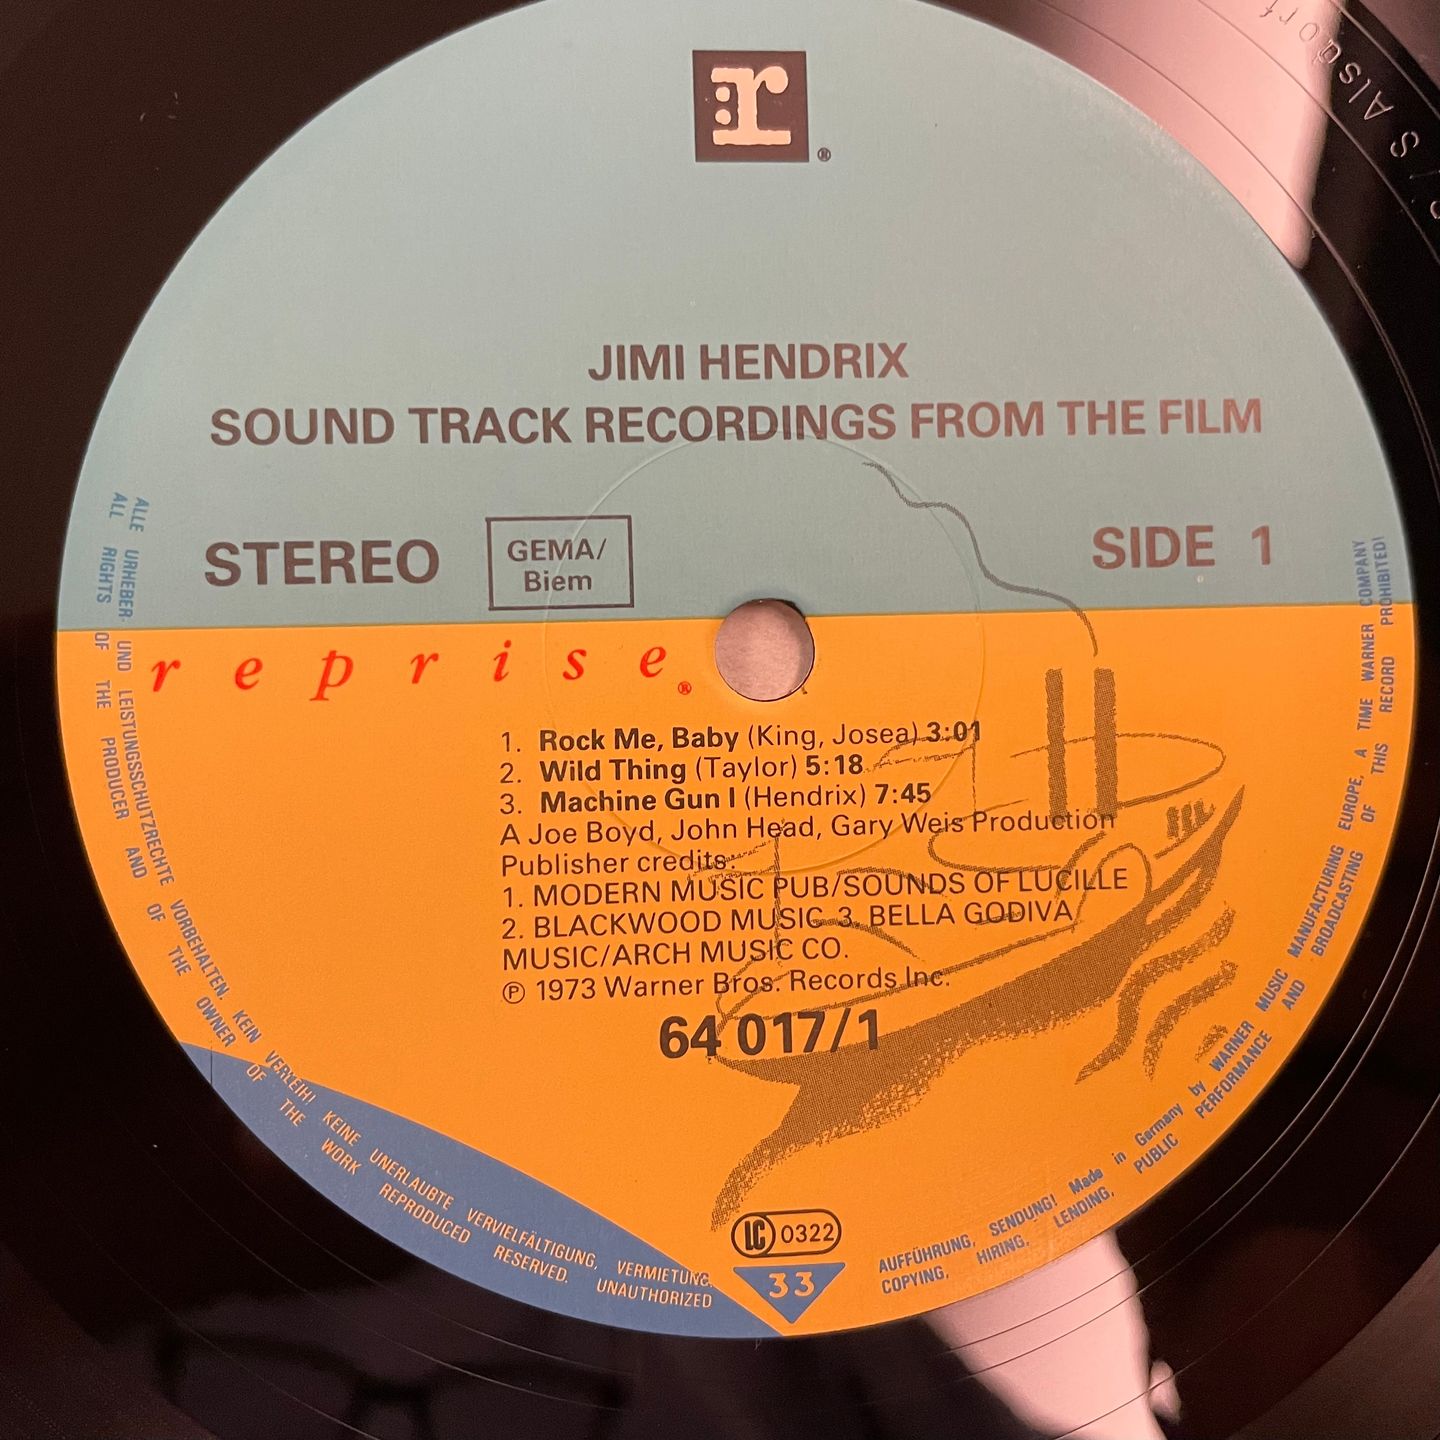 r
®
JIMI HENDRIX
SOUND TRACK RECORDINGS FROM THE FILM
STEREO
GEMA/
Biem
SIDE 1
reprise®
1. Rock Me, Baby (King, Josea) 3:01
2. Wild Thing (Taylor) 5:18
3. Machine Gun I (Hendrix) 7:45
A Joe Boyd, John Head, Gary Weis Production
Publisher credits:
1. MODERN MUSIC PUB/SOUNDS OF LUCILLE
2. BLACKWOOD MUSIC 3. BELLA GODIVA
MUSIC/ARCH MUSIC CO.
℗ 1973 Warner Bros. Records Inc.
64 017/1
LC 0322
33
ALLE URHEBER- UND LEISTUNGSSCHUTZRECHTE VORBEHALTEN. KEIN VERLEIH! KEINE UNERLAUBTE VERVIELFÄLTIGUNG, VERMIETUNG, AUFFÜHRUNG, SENDUNG! Made in Germany by WARNER MUSIC MANUFACTURING EUROPE, A TIME WARNER COMPANY
ALL RIGHTS OF THE PRODUCER AND OF THE OWNER OF THE WORK REPRODUCED RESERVED. UNAUTHORIZED COPYING, HIRING, LENDING, PUBLIC PERFORMANCE AND BROADCASTING OF THIS RECORD PROHIBITED!
S Alsdorf